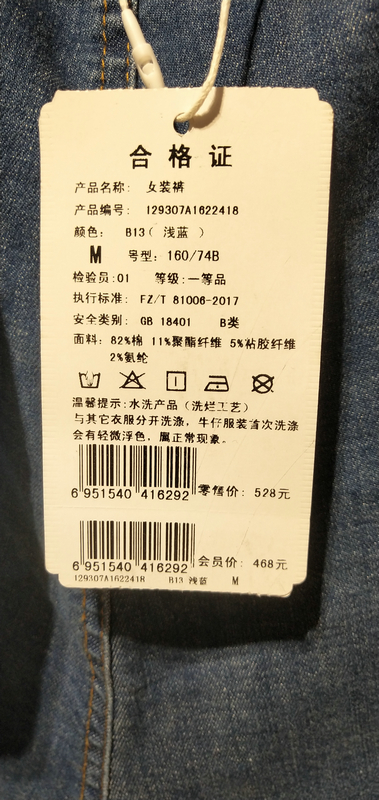 合格证
产品名称: 女装裤
产品编号: 129307A1622418
颜色: B13( 浅蓝 )
M 号型: 160/74B
检验员:01 等级:一等品
执行标准: FZ/T 81006-2017
安全类别: GB 18401 B类
面料: 82%棉 11%聚酯纤维 5%粘胶纤维
2%氨纶
温馨提示:水洗产品(洗烂工艺)
与其它衣服分开洗涤, 牛仔服装首次洗涤
会有轻微浮色, 属正常现象。
6 951540 416292 零售价: 528元
6 951540 416292 会员价: 468元
129307A1622418 B13 浅蓝 M